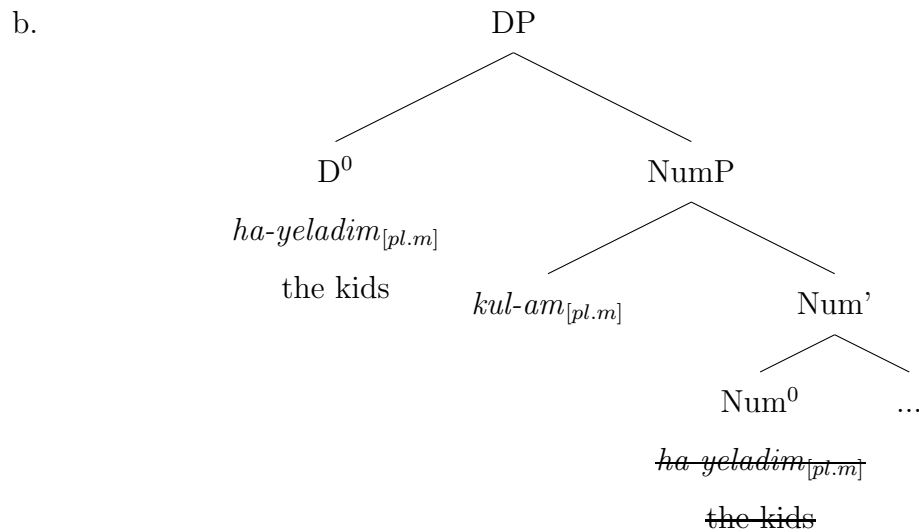 b.
DP
D⁰ NumP
ha-yeladim[pl.m]
the kids kul-am[pl.m] Num’
Num⁰ ...
ha yeladim[pl.m]
the kids